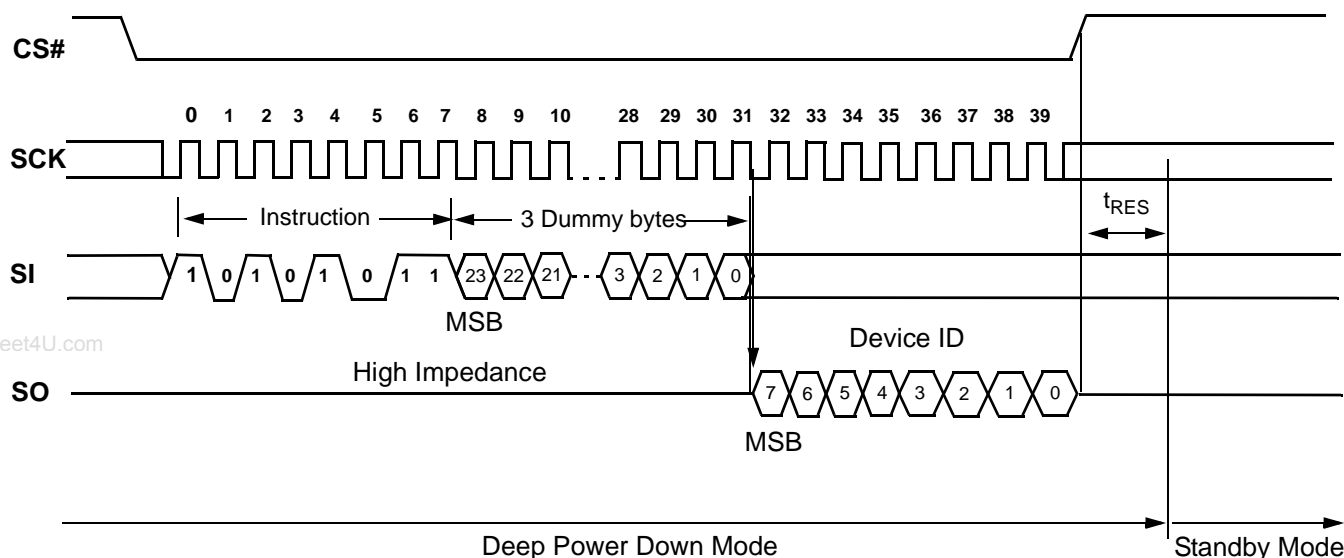 CS#
0 1 2 3 4 5 6 7 8 9 10 28 29 30 31 32 33 34 35 36 37 38 39
SCK
Instruction 3 Dummy bytes
tRES
SI 1 0 1 0 1 0 1 1 23 22 21 3 2 1 0
MSB
eet4U.com
Device ID
High Impedance
SO 7 6 5 4 3 2 1 0
MSB
Deep Power Down Mode Standby Mode